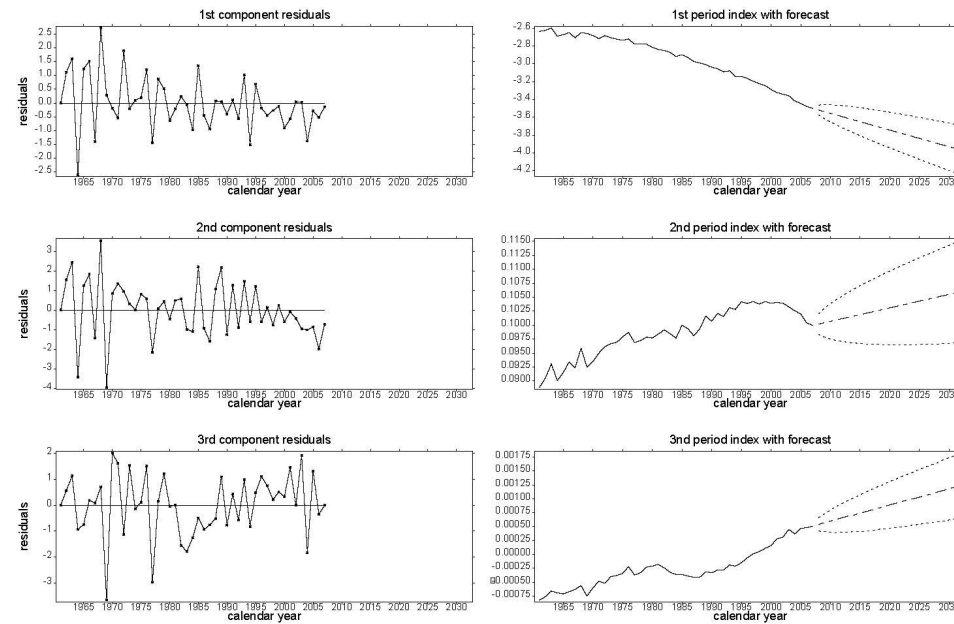 1st component residuals
2.5
2.0
1.5
1.0
0.5
0.0
-0.5
-1.0
-1.5
-2.0
-2.5
residuals
1965 1970 1975 1980 1985 1990 1995 2000 2005 2010 2015 2020 2025 2030
calendar year
1st period index with forecast
-2.6
-2.8
-3.0
-3.2
-3.4
-3.6
-3.8
-4.0
-4.2
1965 1970 1975 1980 1985 1990 1995 2000 2005 2010 2015 2020 2025 203
calendar year
2nd component residuals
3
2
1
0
-1
-2
-3
-4
residuals
1965 1970 1975 1980 1985 1990 1995 2000 2005 2010 2015 2020 2025 2030
calendar year
2nd period index with forecast
0.1150
0.1125
0.1100
0.1075
0.1050
0.1025
0.1000
0.0975
0.0950
0.0925
0.0900
1965 1970 1975 1980 1985 1990 1995 2000 2005 2010 2015 2020 2025 203
calendar year
3rd component residuals
2
1
0
-1
-2
-3
residuals
1965 1970 1975 1980 1985 1990 1995 2000 2005 2010 2015 2020 2025 2030
calendar year
3nd period index with forecast
0.00175
0.00150
0.00125
0.00100
0.00075
0.00050
0.00025
0.00000
-0.00025
-0.00050
-0.00075
1965 1970 1975 1980 1985 1990 1995 2000 2005 2010 2015 2020 2025 203
calendar year